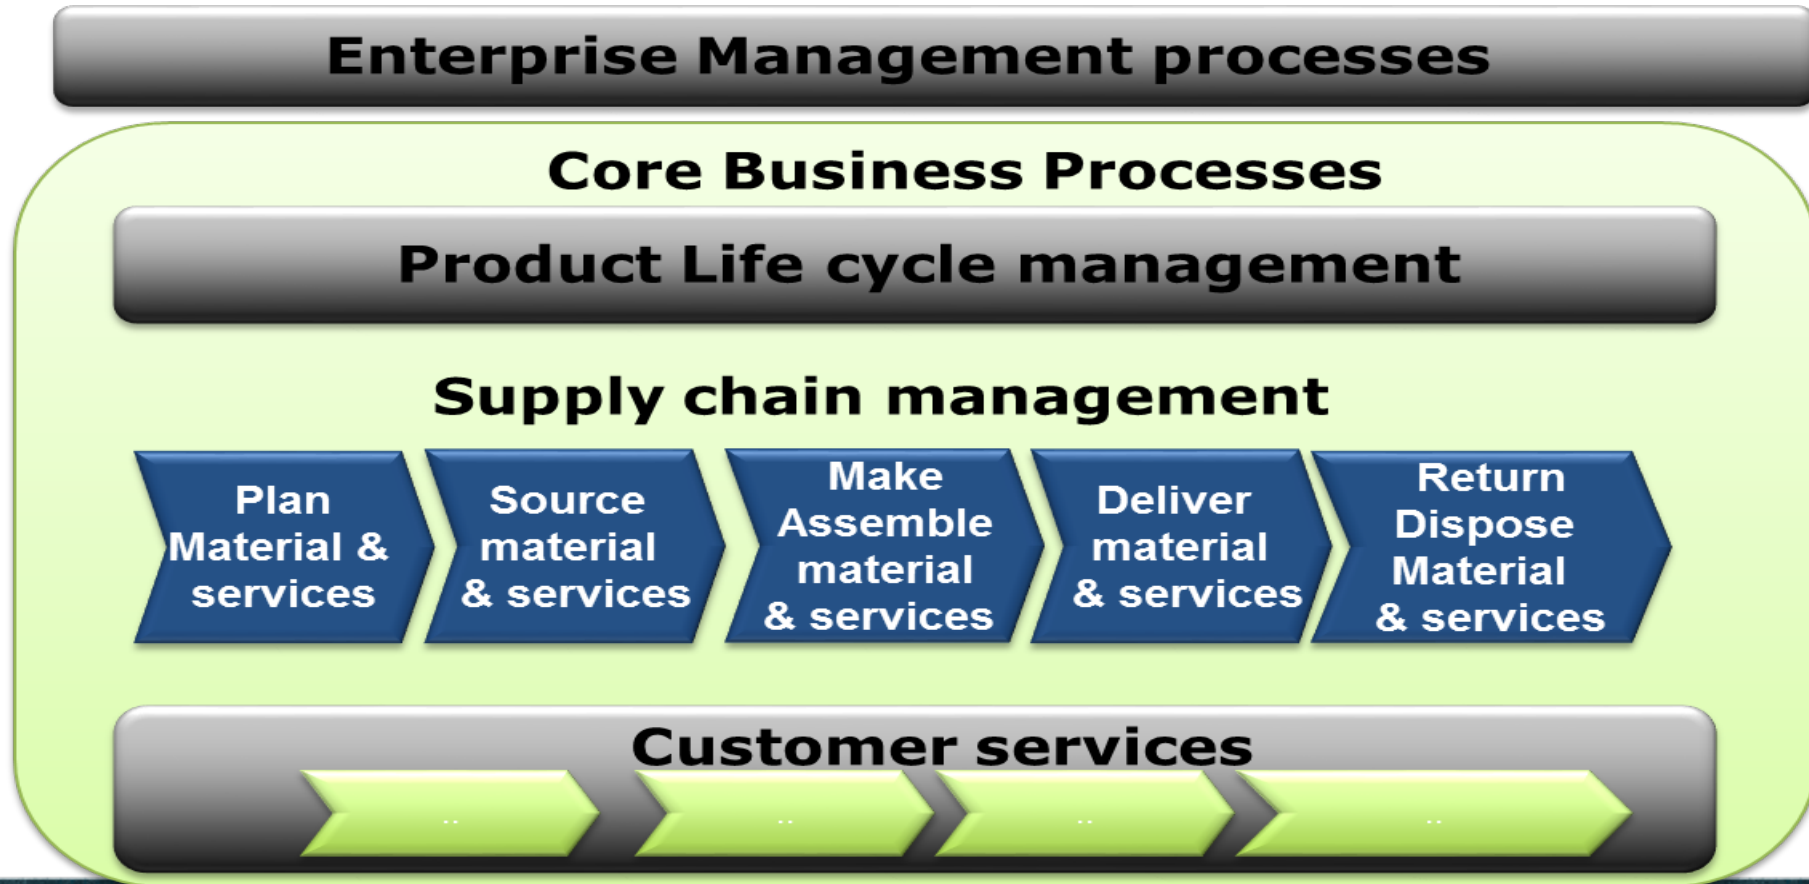 Enterprise Management processes
Core Business Processes
Product Life cycle management
Supply chain management
Plan
Material &
services
Source
material
& services
Make
Assemble
material
& services
Deliver
material
& services
Return
Dispose
Material
& services
Customer services
..
..
..
..